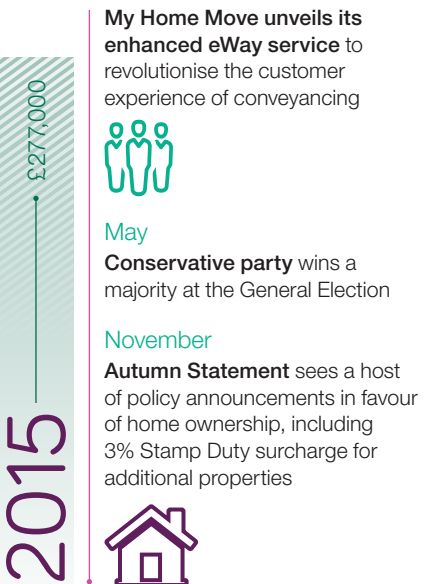 My Home Move unveils its
enhanced eWay service to
revolutionise the customer
experience of conveyancing
May
Conservative party wins a
majority at the General Election
November
Autumn Statement sees a host
of policy announcements in favour
of home ownership, including
3% Stamp Duty surcharge for
additional properties
£277,000
2015